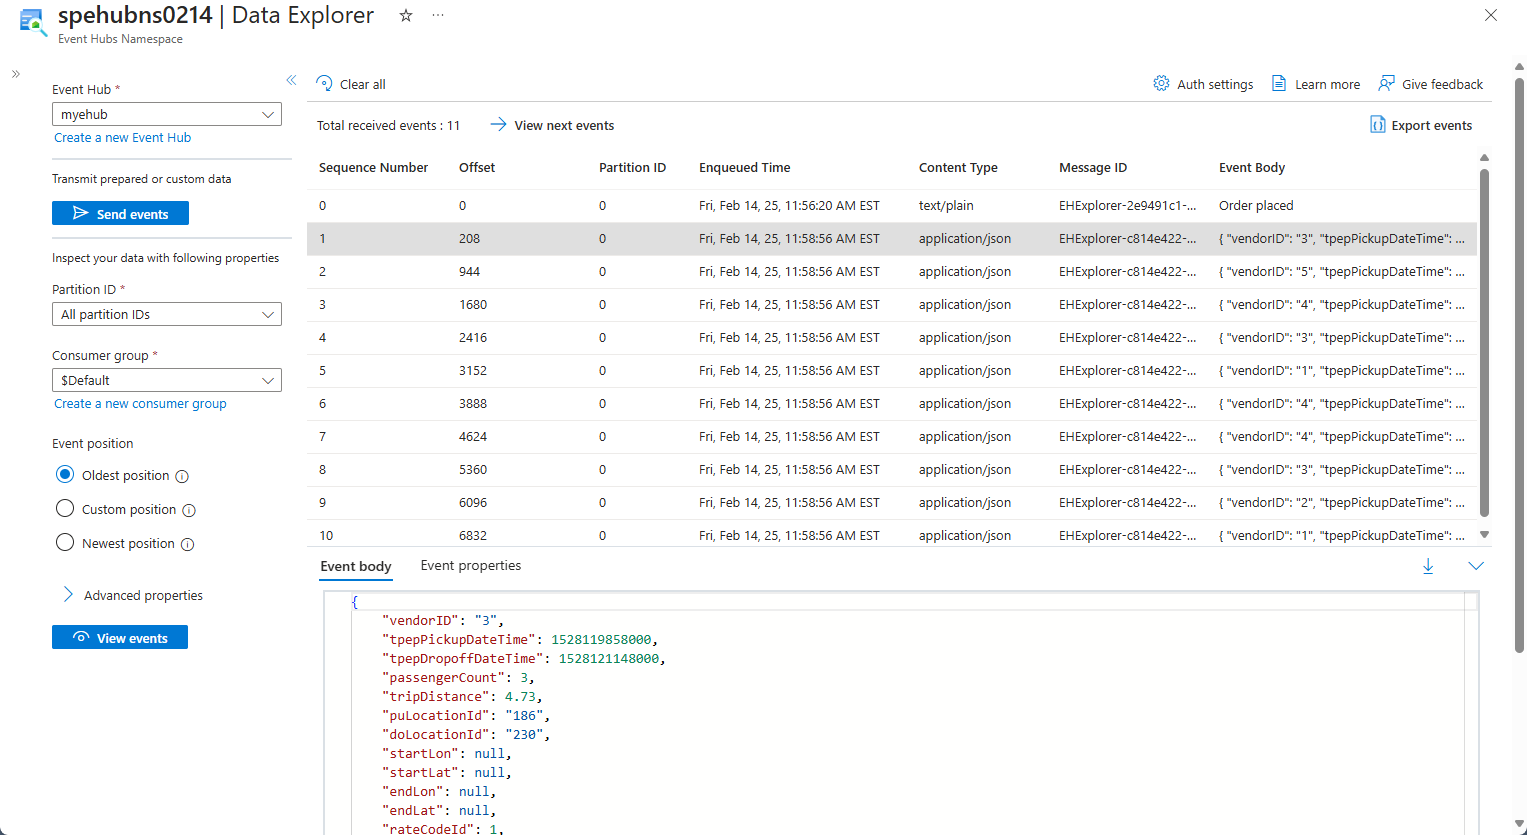 spehubns0214 | Data Explorer
Event Hubs Namespace
Event Hub *
myehub
Create a new Event Hub
Transmit prepared or custom data
Send events
Inspect your data with following properties
Partition ID *
All partition IDs
Consumer group *
$Default
Create a new consumer group
Event position
Oldest position
Custom position
Newest position
Advanced properties
View events
Clear all
Auth settings
Learn more
Give feedback
Total received events : 11
View next events
Export events
Sequence Number Offset Partition ID Enqueued Time Content Type Message ID Event Body
0 0 0 Fri, Feb 14, 25, 11:56:20 AM EST text/plain EHExplorer-2e9491c1-... Order placed
1 208 0 Fri, Feb 14, 25, 11:58:56 AM EST application/json EHExplorer-c814e422-... { "vendorID": "3", "tpepPickupDateTime": ...
2 944 0 Fri, Feb 14, 25, 11:58:56 AM EST application/json EHExplorer-c814e422-... { "vendorID": "5", "tpepPickupDateTime": ...
3 1680 0 Fri, Feb 14, 25, 11:58:56 AM EST application/json EHExplorer-c814e422-... { "vendorID": "4", "tpepPickupDateTime": ...
4 2416 0 Fri, Feb 14, 25, 11:58:56 AM EST application/json EHExplorer-c814e422-... { "vendorID": "3", "tpepPickupDateTime": ...
5 3152 0 Fri, Feb 14, 25, 11:58:56 AM EST application/json EHExplorer-c814e422-... { "vendorID": "1", "tpepPickupDateTime": ...
6 3888 0 Fri, Feb 14, 25, 11:58:56 AM EST application/json EHExplorer-c814e422-... { "vendorID": "4", "tpepPickupDateTime": ...
7 4624 0 Fri, Feb 14, 25, 11:58:56 AM EST application/json EHExplorer-c814e422-... { "vendorID": "4", "tpepPickupDateTime": ...
8 5360 0 Fri, Feb 14, 25, 11:58:56 AM EST application/json EHExplorer-c814e422-... { "vendorID": "3", "tpepPickupDateTime": ...
9 6096 0 Fri, Feb 14, 25, 11:58:56 AM EST application/json EHExplorer-c814e422-... { "vendorID": "2", "tpepPickupDateTime": ...
10 6832 0 Fri, Feb 14, 25, 11:58:56 AM EST application/json EHExplorer-c814e422-... { "vendorID": "1", "tpepPickupDateTime": ...
Event body Event properties
{
"vendorID": "3",
"tpepPickupDateTime": 1528119858000,
"tpepDropoffDateTime": 1528121148000,
"passengerCount": 3,
"tripDistance": 4.73,
"puLocationId": "186",
"doLocationId": "230",
"startLon": null,
"startLat": null,
"endLon": null,
"endLat": null,
"rateCodeId": 1,